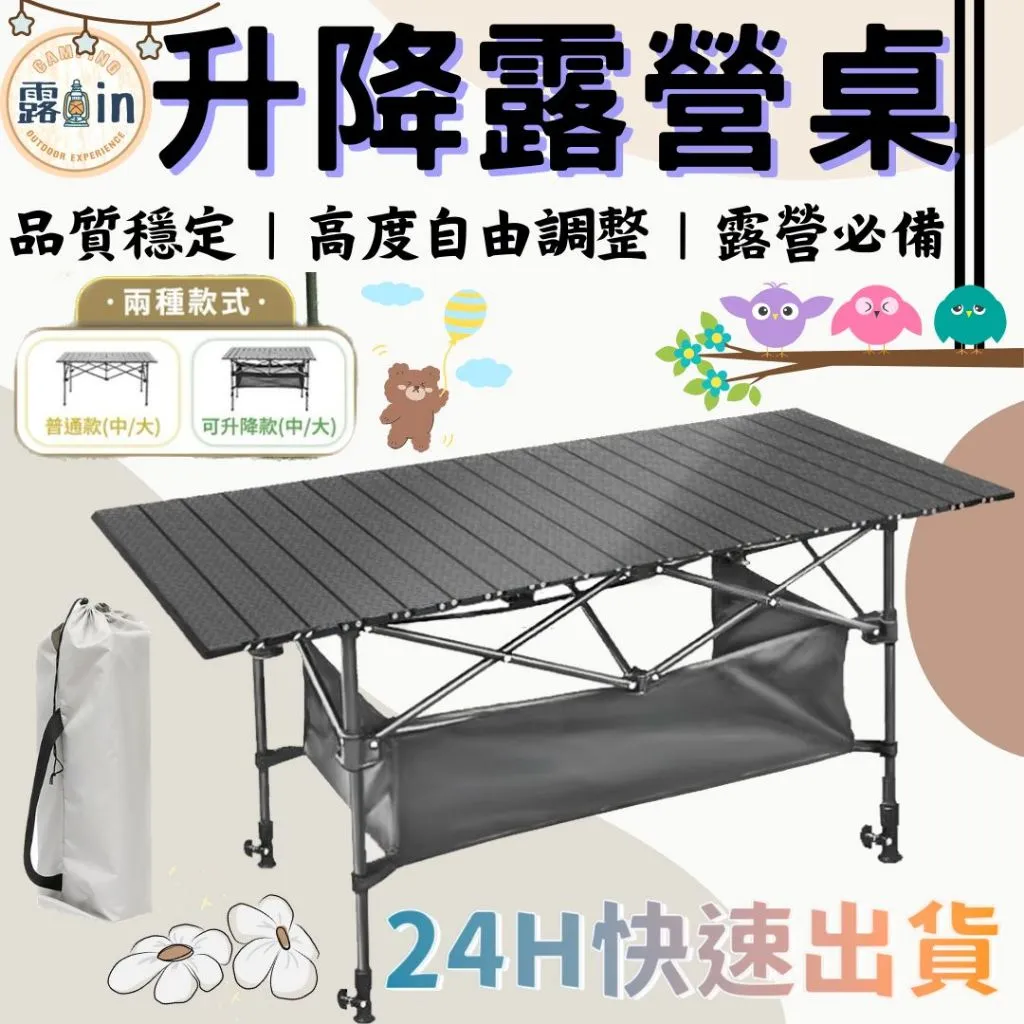 CAMPING
露in
OUTDOOR EXPERIENCE
升降露營桌
品質穩定|高度自由調整|露營必備
·兩種款式·
普通款(中/大)
可升降款(中/大)
24H快速出貨